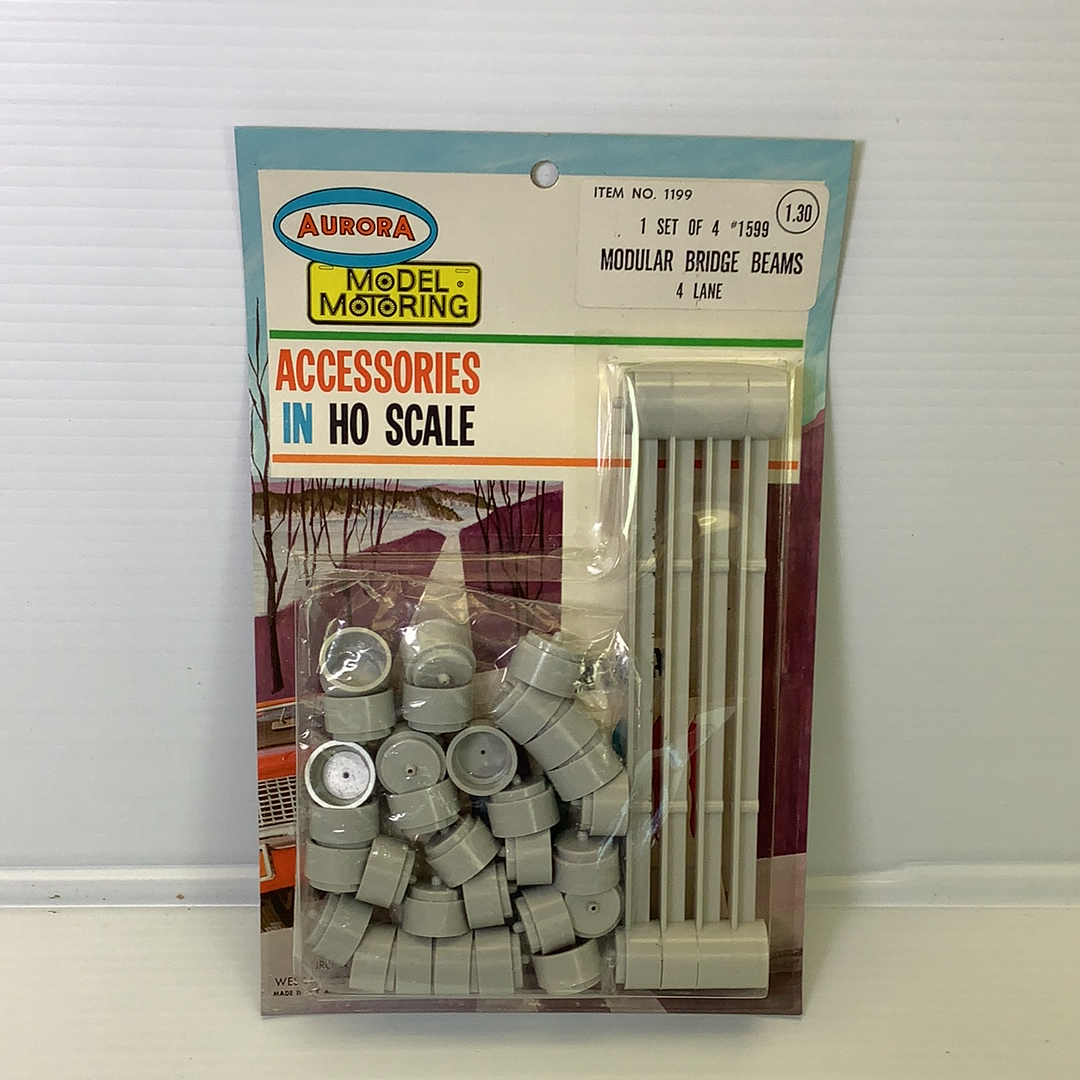 AURORA
MODEL
MOTORING ®
ACCESSORIES
IN HO SCALE
ITEM NO. 1199
1.30
1 SET OF 4 #1599
MODULAR BRIDGE BEAMS
4 LANE
MADE